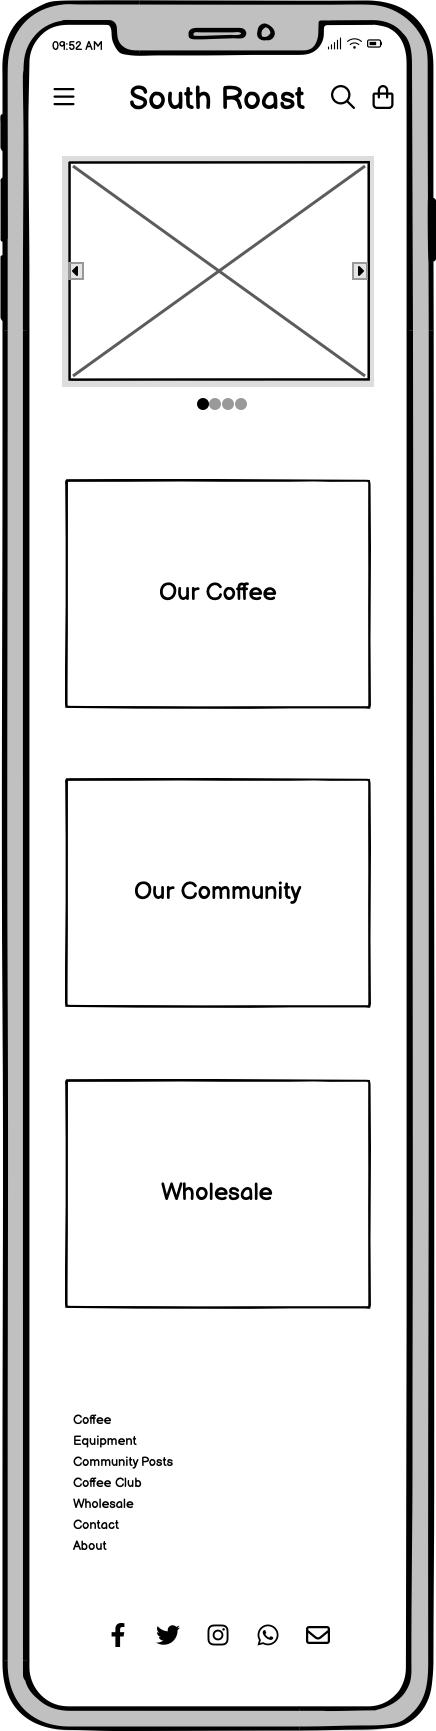 09:52 AM
South Roast
Our Coffee
Our Community
Wholesale
Coffee
Equipment
Community Posts
Coffee Club
Wholesale
Contact
About